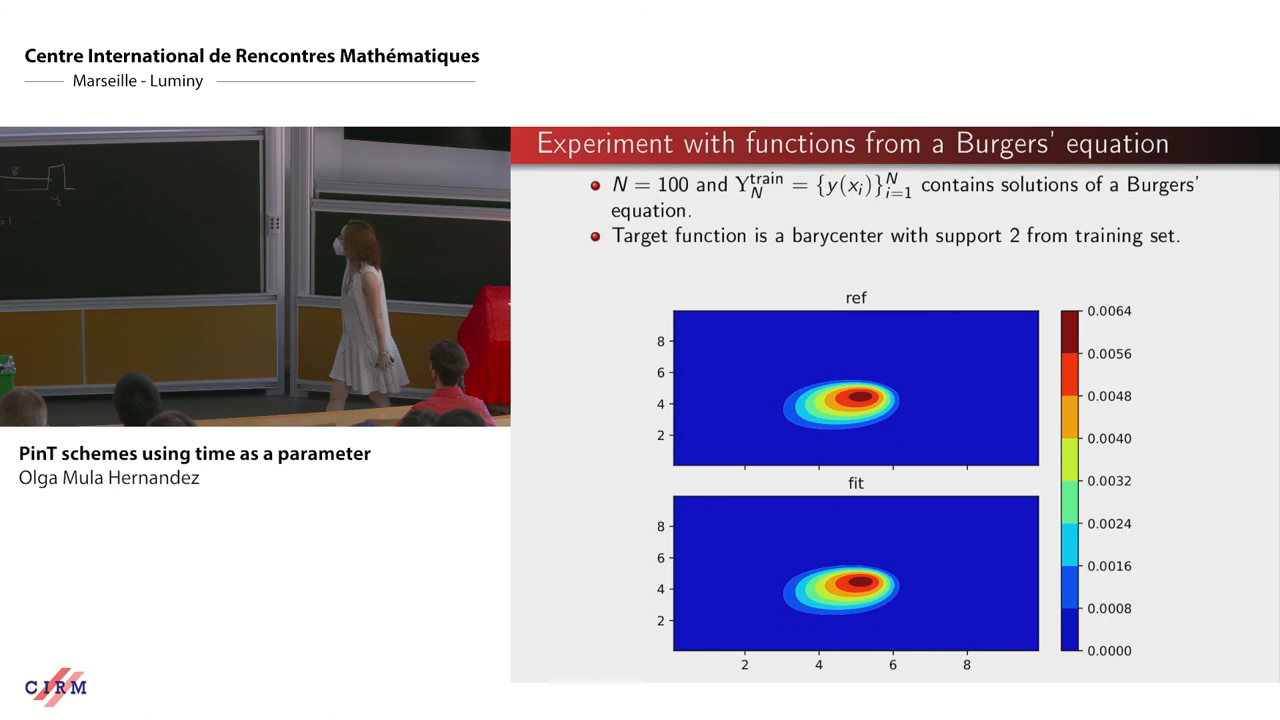 Centre International de Rencontres Mathématiques
Marseille - Luminy
Experiment with functions from a Burgers' equation
N = 100 and Υ_N^train = {y(x_i)}_{i=1}^N contains solutions of a Burgers'
equation.
Target function is a barycenter with support 2 from training set.
ref
8
6
4
2
fit
8
6
4
2
2 4 6 8
0.0064
0.0056
0.0048
0.0040
0.0032
0.0024
0.0016
0.0008
0.0000
PinT schemes using time as a parameter
Olga Mula Hernandez
CIRM